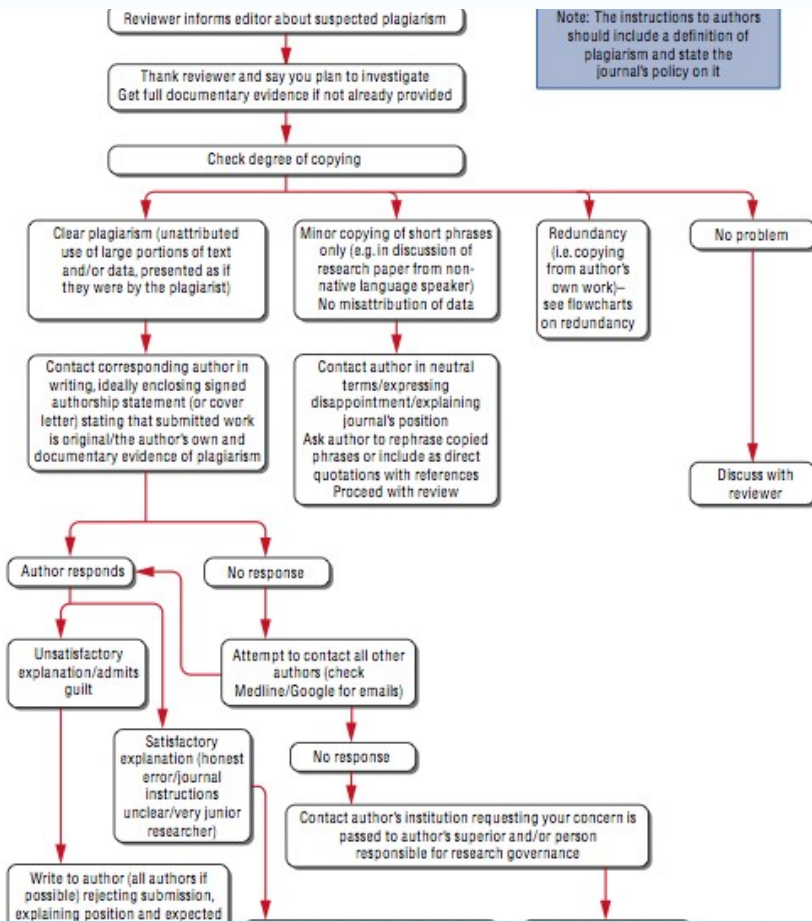 Reviewer informs editor about suspected plagiarism
Note: The instructions to authors
should include a definition of
plagiarism and state the
journal's policy on it
Thank reviewer and say you plan to investigate
Get full documentary evidence if not already provided
Check degree of copying
Clear plagiarism (unattributed
use of large portions of text
and/or data, presented as if
they were by the plagiarist)
Minor copying of short phrases
only (e.g. in discussion of
research paper from non-
native language speaker)
No misattribution of data
Redundancy
(i.e. copying
from author's
own work)–
see flowcharts
on redundancy
No problem
Contact corresponding author in
writing, ideally enclosing signed
authorship statement (or cover
letter) stating that submitted work
is original/the author's own and
documentary evidence of plagiarism
Contact author in neutral
terms/expressing
disappointment/explaining
journal's position
Ask author to rephrase copied
phrases or include as direct
quotations with references
Proceed with review
Discuss with
reviewer
Author responds
No response
Unsatisfactory
explanation/admits
guilt
Attempt to contact all other
authors (check
Medline/Google for emails)
Satisfactory
explanation (honest
error/journal
instructions
unclear/very junior
researcher)
No response
Contact author's institution requesting your concern is
passed to author's superior and/or person
responsible for research governance
Write to author (all authors if
possible) rejecting submission,
explaining position and expected